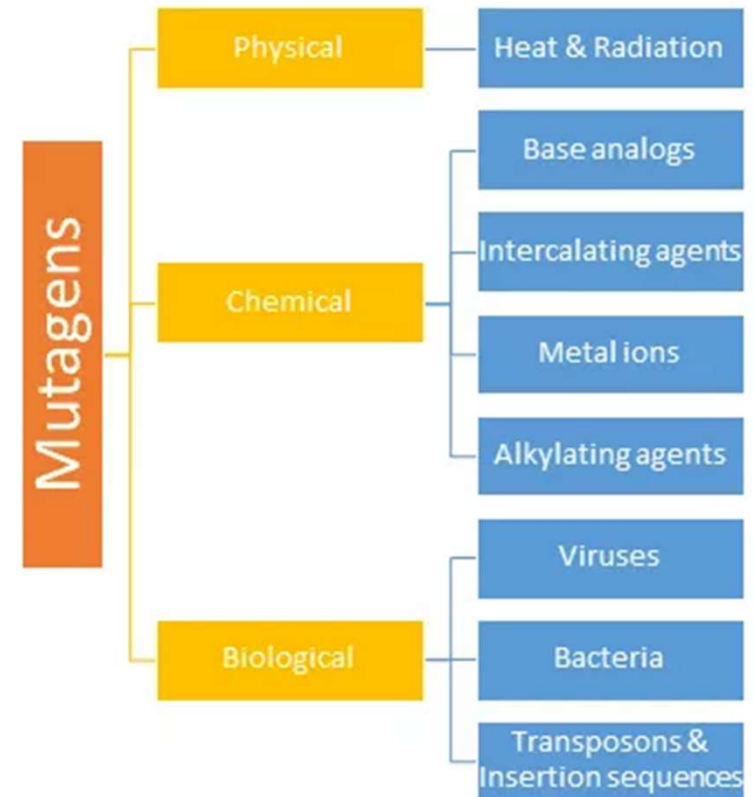 Mutagens
Physical
Heat & Radiation
Chemical
Base analogs
Intercalating agents
Metal ions
Alkylating agents
Biological
Viruses
Bacteria
Transposons &
Insertion sequences